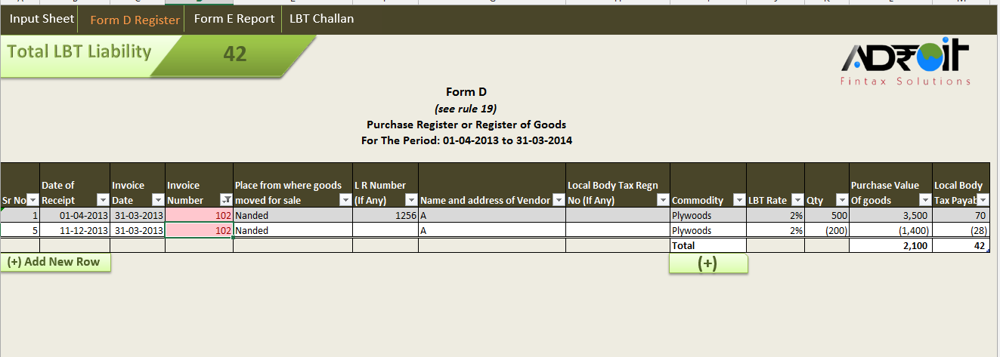 Input Sheet Form D Register Form E Report LBT Challan
Total LBT Liability 42
ADROIT
Fintax Solutions
Form D
(see rule 19)
Purchase Register or Register of Goods
For The Period: 01-04-2013 to 31-03-2014
Sr No Date of Receipt Invoice Date Invoice Number Place from where goods moved for sale L R Number (If Any) Name and address of Vendor Local Body Tax Regn No (If Any) Commodity LBT Rate Qty Purchase Value Of goods Local Body Tax Payab
1 01-04-2013 31-03-2013 102 Nanded 1256 A Plywoods 2% 500 3,500 70
5 11-12-2013 31-03-2013 102 Nanded A Plywoods 2% (200) (1,400) (28)
Total 2,100 42
(+) Add New Row (+)